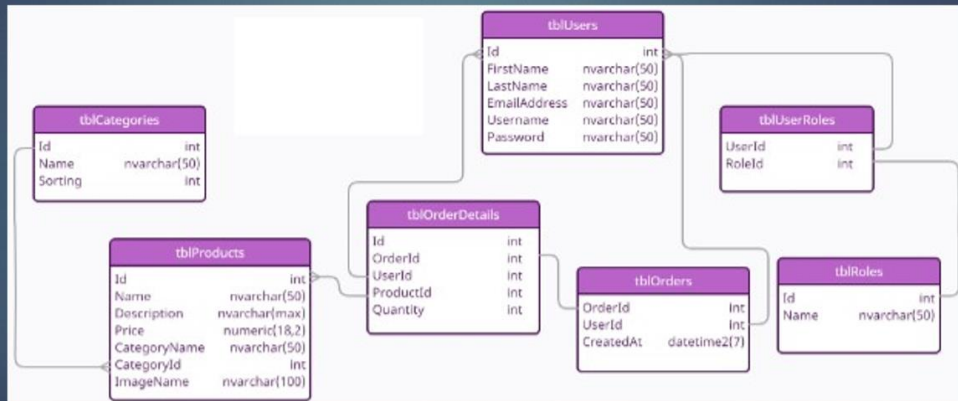 tblUsers
Id int
FirstName nvarchar(50)
LastName nvarchar(50)
EmailAddress nvarchar(50)
Username nvarchar(50)
Password nvarchar(50)
tblCategories
Id int
Name nvarchar(50)
Sorting int
tblUserRoles
UserId int
RoleId int
tblOrderDetails
Id int
OrderId int
UserId int
ProductId int
Quantity int
tblProducts
Id int
Name nvarchar(50)
Description nvarchar(max)
Price numeric(18,2)
CategoryName nvarchar(50)
CategoryId int
ImageName nvarchar(100)
tblOrders
OrderId int
UserId int
CreatedAt datetime2(7)
tblRoles
Id int
Name nvarchar(50)